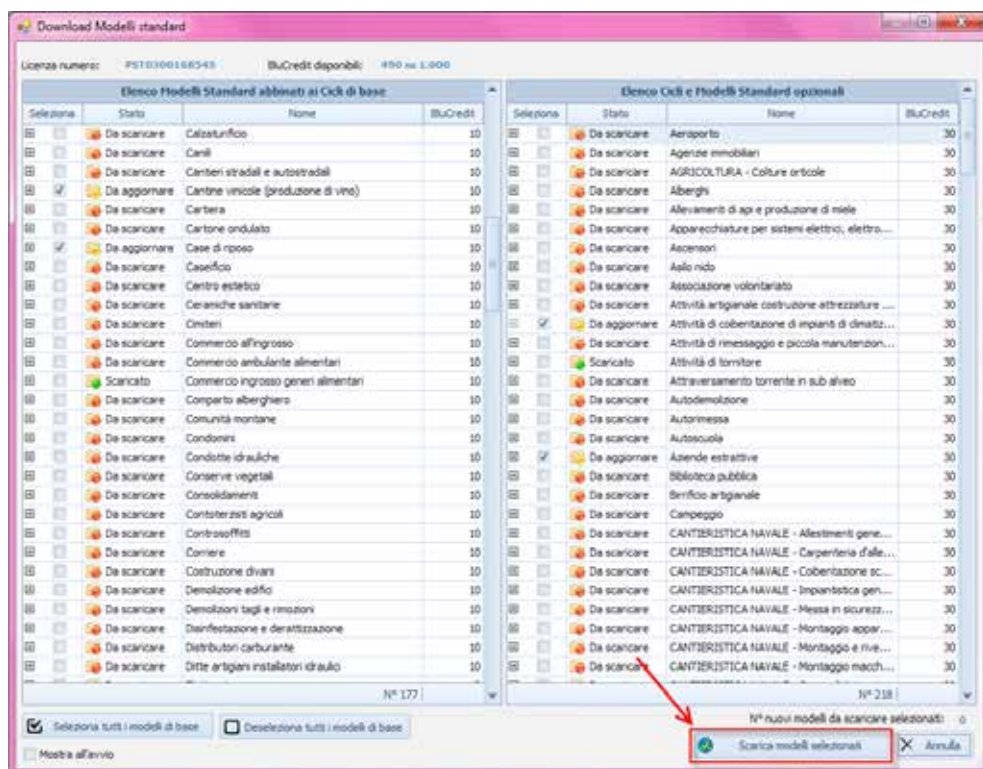 Download Modelli standard
Licenza numero: PST0300168545 BluCredit disponibili: 490 su 1.000
Elenco Modelli Standard abbinati ai Cicli di base
Seleziona Stato Nome BluCredit
Da scaricare Calzaturificio 10
Da scaricare Canili 10
Da scaricare Cantieri stradali e autostradali 10
Da aggiornare Cantine vinicole (produzione di vino) 10
Da scaricare Cartiera 10
Da scaricare Cartone ondulato 10
Da aggiornare Case di riposo 10
Da scaricare Caseificio 10
Da scaricare Centro estetico 10
Da scaricare Ceramiche sanitarie 10
Da scaricare Cimiteri 10
Da scaricare Commercio all'ingrosso 10
Da scaricare Commercio ambulante alimentari 10
Scaricato Commercio ingrosso generi alimentari 10
Da scaricare Comparto alberghiero 10
Da scaricare Comunità montane 10
Da scaricare Condomini 10
Da scaricare Condotte idrauliche 10
Da scaricare Conserve vegetali 10
Da scaricare Consolidamenti 10
Da scaricare Contoterzisti agricoli 10
Da scaricare Controsoffitti 10
Da scaricare Corriere 10
Da scaricare Costruzione divani 10
Da scaricare Demolizione edifici 10
Da scaricare Demolizioni tagli e rimozioni 10
Da scaricare Disinfestazione e derattizzazione 10
Da scaricare Distributori carburante 10
Da scaricare Ditte artigiani installatori idraulici 10
N° 177
Elenco Cicli e Modelli Standard opzionali
Seleziona Stato Nome BluCredit
Da scaricare Aeroporto 30
Da scaricare Agenzie immobiliari 30
Da scaricare AGRICOLTURA - Colture orticole 30
Da scaricare Alberghi 30
Da scaricare Allevamenti di api e produzione di miele 30
Da scaricare Apparecchiature per sistemi elettrici, elettro... 30
Da scaricare Ascensori 30
Da scaricare Asilo nido 30
Da scaricare Associazione volontariato 30
Da scaricare Attività artigianale costruzione attrezzature ... 30
Da aggiornare Attività di coibentazione di impianti di climatiz... 30
Da scaricare Attività di rimessaggio e piccola manutenzion... 30
Scaricato Attività di tornitore 30
Da scaricare Attraversamento torrente in sub alveo 30
Da scaricare Autodemolizione 30
Da scaricare Autorimessa 30
Da scaricare Autoscuola 30
Da aggiornare Aziende estrattive 30
Da scaricare Biblioteca pubblica 30
Da scaricare Birrificio artigianale 30
Da scaricare Campeggio 30
Da scaricare CANTIERISTICA NAVALE - Allestimenti gene... 30
Da scaricare CANTIERISTICA NAVALE - Carpenteria d'alle... 30
Da scaricare CANTIERISTICA NAVALE - Coibentazione sc... 30
Da scaricare CANTIERISTICA NAVALE - Impiantistica gen... 30
Da scaricare CANTIERISTICA NAVALE - Messa in sicurezz... 30
Da scaricare CANTIERISTICA NAVALE - Montaggio appar... 30
Da scaricare CANTIERISTICA NAVALE - Montaggio e rive... 30
Da scaricare CANTIERISTICA NAVALE - Montaggio macch... 30
N° 218
Seleziona tutti i modelli di base Deseleziona tutti i modelli di base
N° nuovi modelli da scaricare selezionati: 0
Mostra all'avvio
Scarica modelli selezionati Annulla